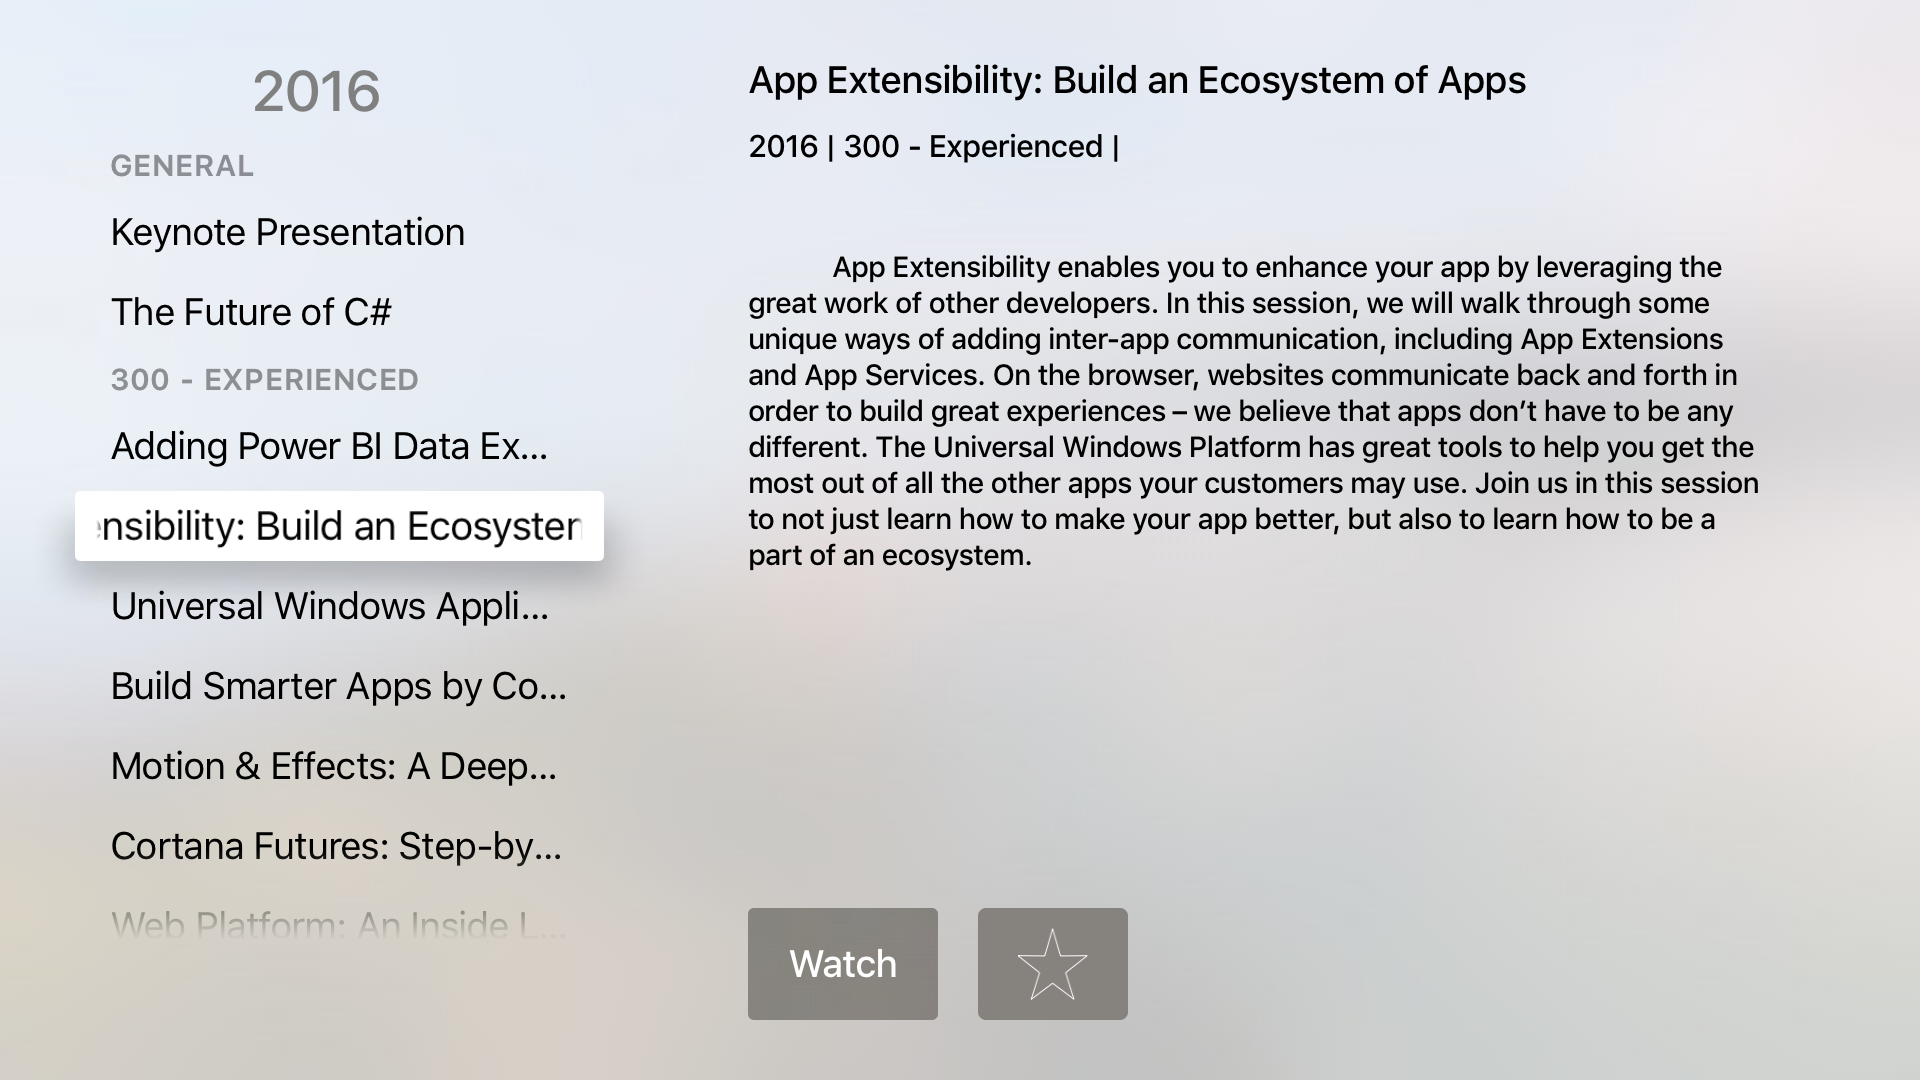 2016
GENERAL
Keynote Presentation
The Future of C#
300 - EXPERIENCED
Adding Power BI Data Ex...
nsibility: Build an Ecosyster
Universal Windows Appli...
Build Smarter Apps by Co...
Motion & Effects: A Deep...
Cortana Futures: Step-by...
Web Platform: An Inside L...
App Extensibility: Build an Ecosystem of Apps
2016 | 300 - Experienced |
App Extensibility enables you to enhance your app by leveraging the
great work of other developers. In this session, we will walk through some
unique ways of adding inter-app communication, including App Extensions
and App Services. On the browser, websites communicate back and forth in
order to build great experiences – we believe that apps don’t have to be any
different. The Universal Windows Platform has great tools to help you get the
most out of all the other apps your customers may use. Join us in this session
to not just learn how to make your app better, but also to learn how to be a
part of an ecosystem.
Watch